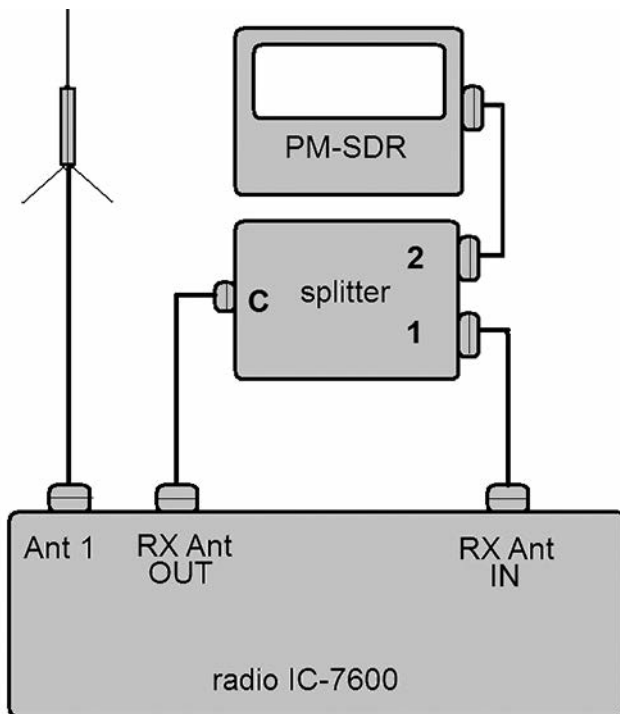 PM-SDR
2
C
splitter
1
Ant 1
RX Ant
OUT
RX Ant
IN
radio IC-7600